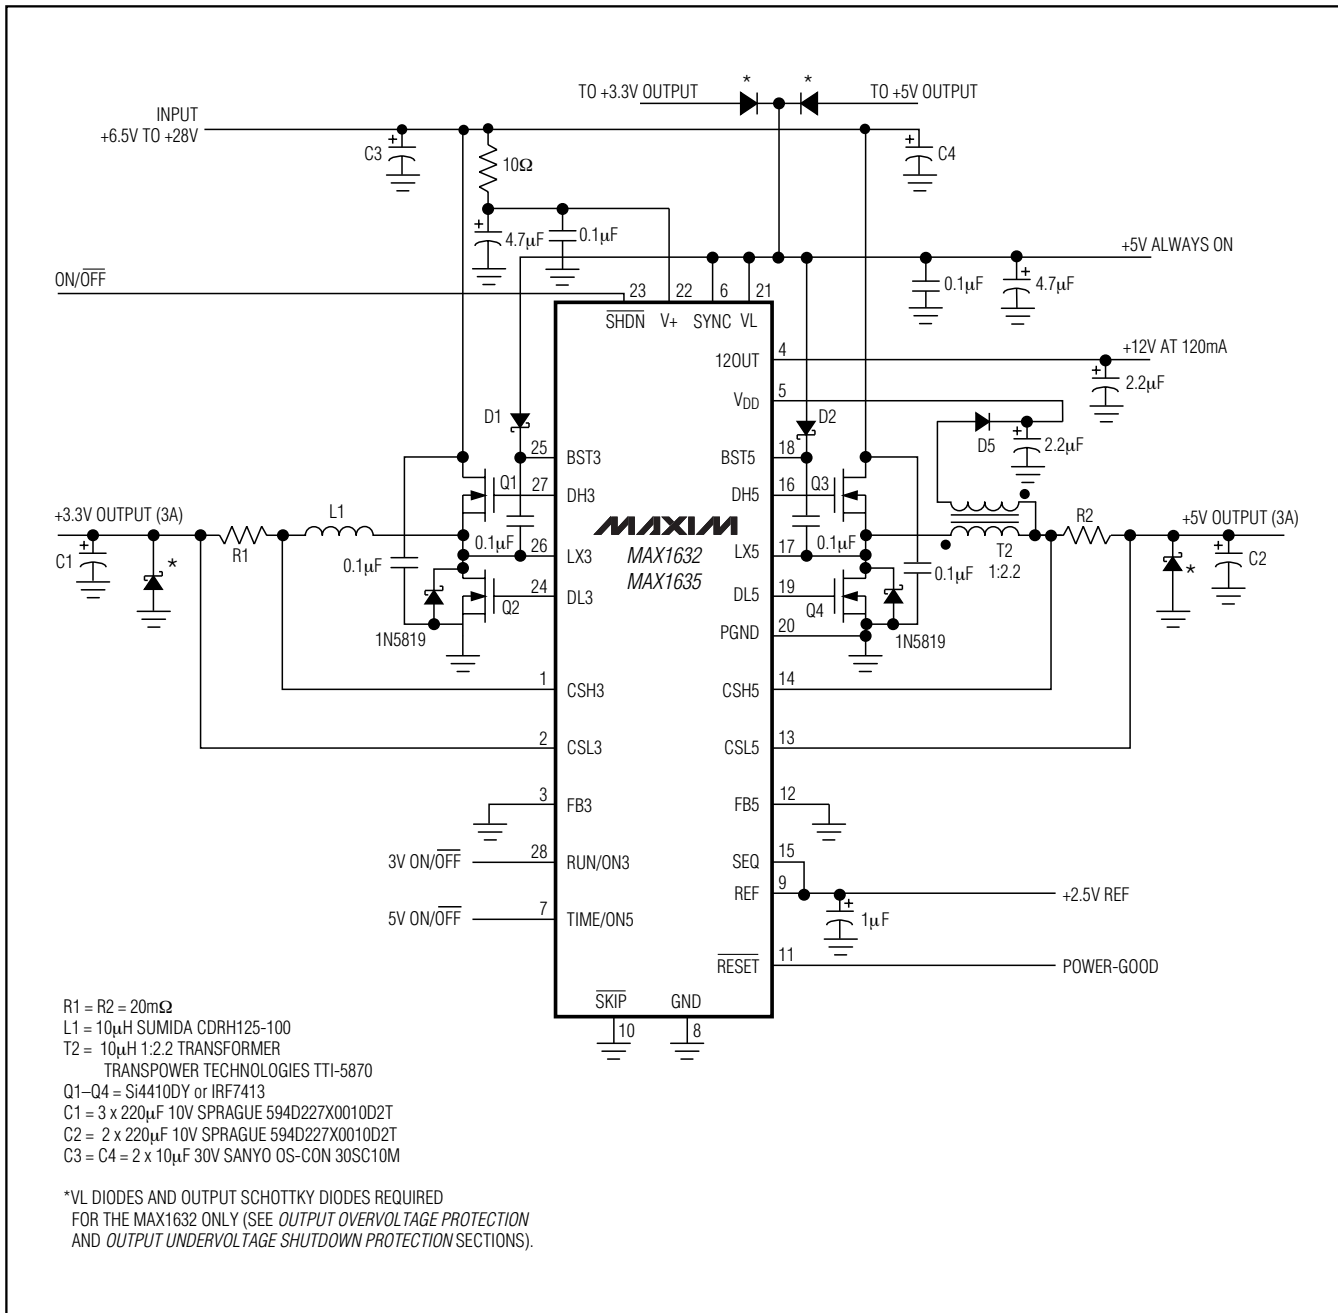 TO +3.3V OUTPUT
*
*
TO +5V OUTPUT
INPUT
+6.5V TO +28V
+
C3
10Ω
+
C4
+
4.7µF
0.1µF
+5V ALWAYS ON
ON/OFF
0.1µF
+
4.7µF
23
22
6
21
SHDN
V+
SYNC
VL
12OUT
4
+12V AT 120mA
+
2.2µF
VDD
5
D1
D2
D5
+
2.2µF
25
BST3
BST5
18
Q1
27
DH3
DH5
16
Q3
+3.3V OUTPUT (3A)
L1
R1
R2
+5V OUTPUT (3A)
+
C1
*
0.1µF
0.1µF
26
LX3
MAXIM
MAX1632
MAX1635
LX5
17
0.1µF
0.1µF
T2
1:2.2
*
+
C2
24
DL3
DL5
19
Q2
Q4
1N5819
PGND
20
1N5819
1
CSH3
CSH5
14
2
CSL3
CSL5
13
3
FB3
FB5
12
3V ON/OFF
28
RUN/ON3
SEQ
15
REF
9
+2.5V REF
5V ON/OFF
7
TIME/ON5
+
1µF
RESET
11
POWER-GOOD
SKIP
GND
10
8
R1 = R2 = 20mΩ
L1 = 10µH SUMIDA CDRH125-100
T2 = 10µH 1:2.2 TRANSFORMER
TRANSPOWER TECHNOLOGIES TTI-5870
Q1–Q4 = Si4410DY or IRF7413
C1 = 3 x 220µF 10V SPRAGUE 594D227X0010D2T
C2 = 2 x 220µF 10V SPRAGUE 594D227X0010D2T
C3 = C4 = 2 x 10µF 30V SANYO OS-CON 30SC10M
*VL DIODES AND OUTPUT SCHOTTKY DIODES REQUIRED
FOR THE MAX1632 ONLY (SEE OUTPUT OVERVOLTAGE PROTECTION
AND OUTPUT UNDERVOLTAGE SHUTDOWN PROTECTION SECTIONS).